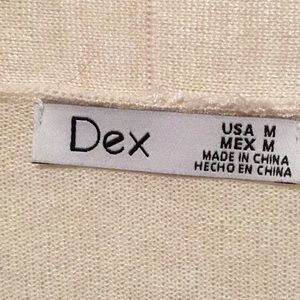 Dex
USA M
MEX M
MADE IN CHINA
HECHO EN CHINA